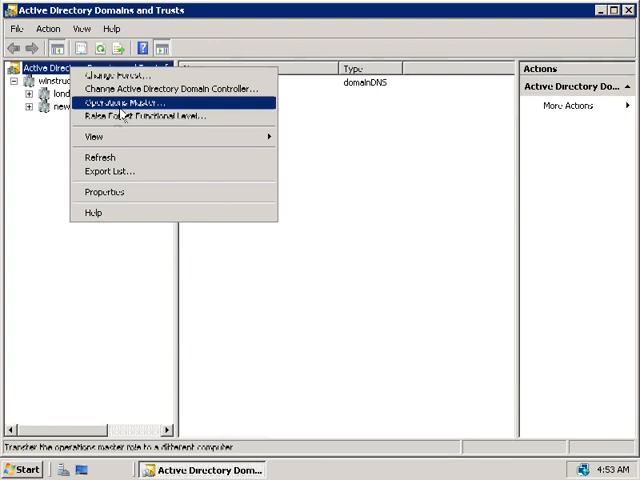 Active Directory Domains and Trusts
File Action View Help
Active Direc
Type
Actions
winstruc
domainDNS
Active Directory Do...
lond
More Actions
new
Change Forest...
Change Active Directory Domain Controller...
Operations Master...
Raise Forest Functional Level...
View
Refresh
Export List...
Properties
Help
Transfer the operations master role to a different computer
Start
Active Directory Dom...
4:53 AM